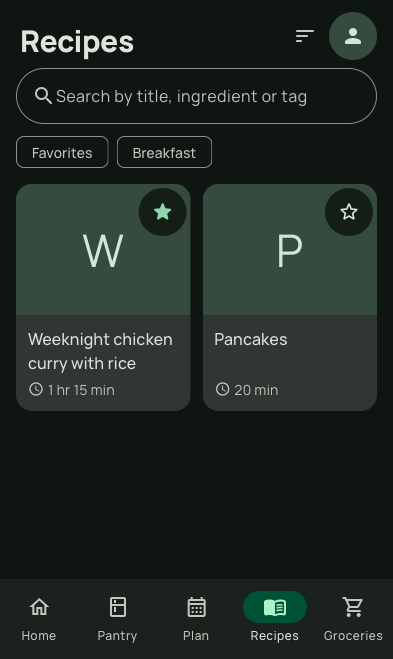 Recipes
Search by title, ingredient or tag
Favorites
Breakfast
W
P
Weeknight chicken
curry with rice
1 hr 15 min
Pancakes
20 min
Home
Pantry
Plan
Recipes
Groceries